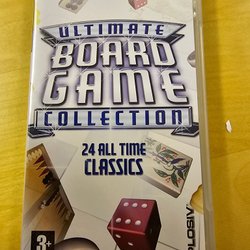 ULTIMATE
BOARD
GAME
COLLECTION
24 ALL TIME
CLASSICS
3+